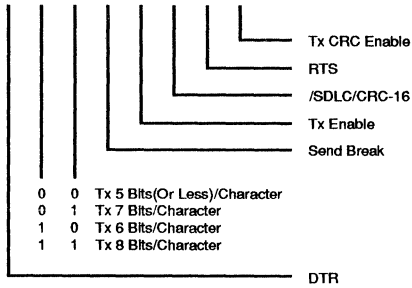 Tx CRC Enable
RTS
/SDLC/CRC-16
Tx Enable
Send Break
0 0 Tx 5 Bits(Or Less)/Character
0 1 Tx 7 Bits/Character
1 0 Tx 6 Bits/Character
1 1 Tx 8 Bits/Character
DTR